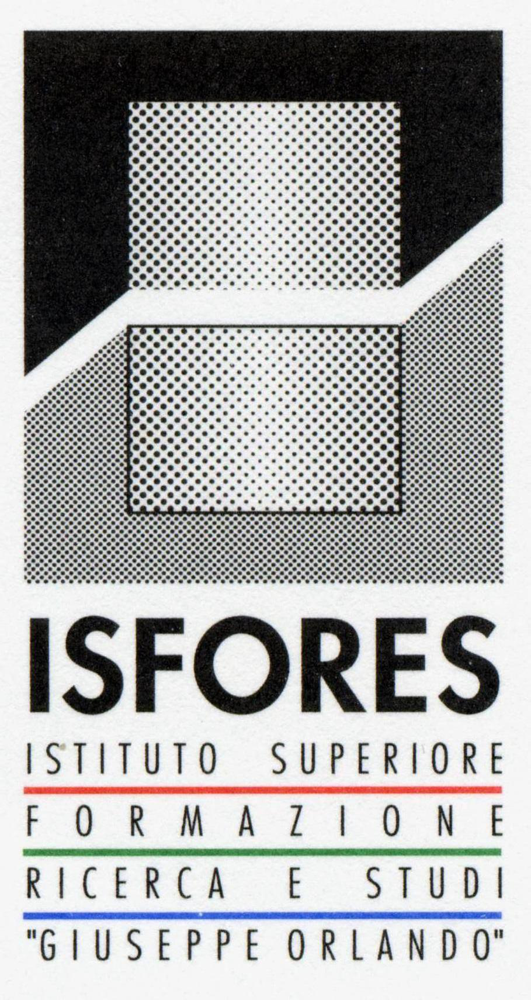 ISFORES
ISTITUTO SUPERIORE
FORMAZIONE
RICERCA E STUDI
"GIUSEPPE ORLANDO"